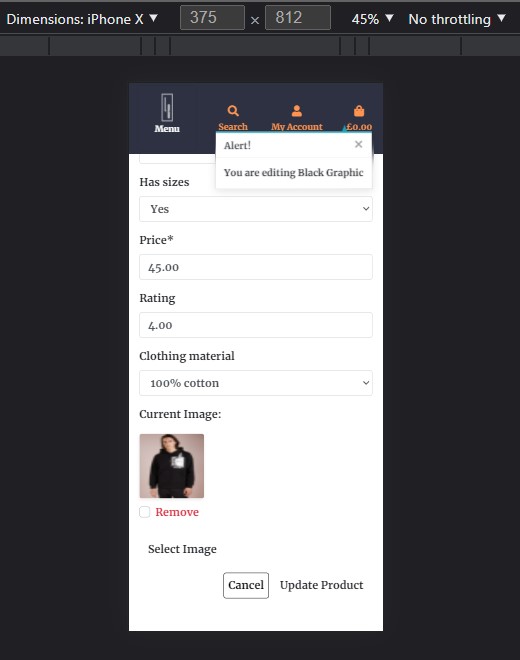 Dimensions: iPhone X ▼ 375 × 812 45% ▼ No throttling ▼
Menu Search My Account £0.00
Alert! ×
You are editing Black Graphic
Has sizes
Yes
Price*
45.00
Rating
4.00
Clothing material
100% cotton
Current Image:
Remove
Select Image
Cancel Update Product